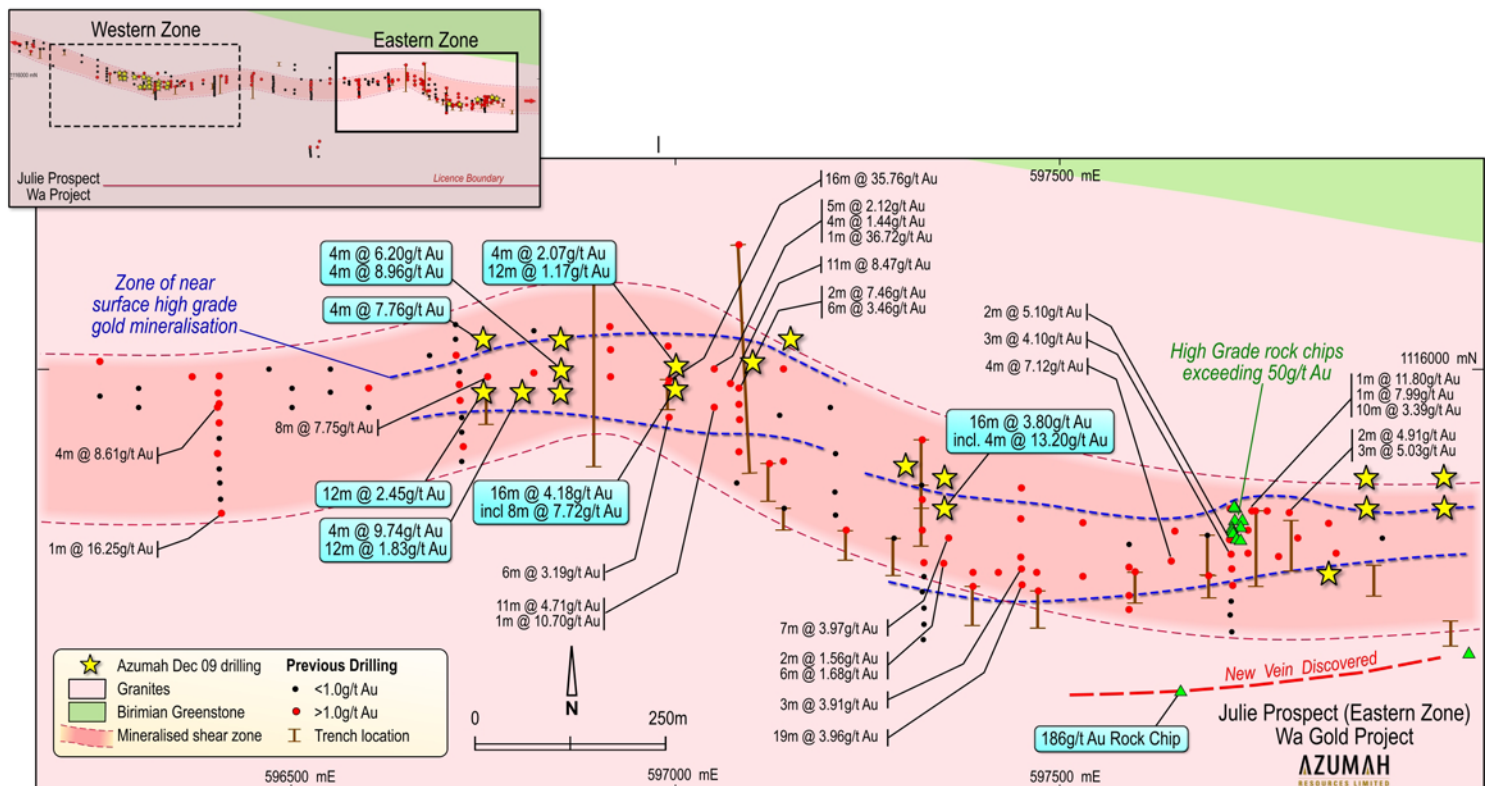 Western Zone
Eastern Zone
1116000 mN
Julie Prospect
Wa Project
Licence Boundary
597500 mE
16m @ 35.76g/t Au
5m @ 2.12g/t Au
4m @ 1.44g/t Au
1m @ 36.72g/t Au
11m @ 8.47g/t Au
2m @ 7.46g/t Au
6m @ 3.46g/t Au
4m @ 6.20g/t Au
4m @ 8.96g/t Au
4m @ 2.07g/t Au
12m @ 1.17g/t Au
Zone of near
surface high grade
gold mineralisation
4m @ 7.76g/t Au
2m @ 5.10g/t Au
3m @ 4.10g/t Au
4m @ 7.12g/t Au
High Grade rock chips
exceeding 50g/t Au
1116000 mN
1m @ 11.80g/t Au
1m @ 7.99g/t Au
10m @ 3.39g/t Au
2m @ 4.91g/t Au
3m @ 5.03g/t Au
16m @ 3.80g/t Au
incl. 4m @ 13.20g/t Au
8m @ 7.75g/t Au
4m @ 8.61g/t Au
12m @ 2.45g/t Au
16m @ 4.18g/t Au
incl 8m @ 7.72g/t Au
4m @ 9.74g/t Au
12m @ 1.83g/t Au
1m @ 16.25g/t Au
6m @ 3.19g/t Au
11m @ 4.71g/t Au
1m @ 10.70g/t Au
7m @ 3.97g/t Au
2m @ 1.56g/t Au
6m @ 1.68g/t Au
3m @ 3.91g/t Au
19m @ 3.96g/t Au
New Vein Discovered
186g/t Au Rock Chip
Azumah Dec 09 drilling
Granites
Birimian Greenstone
Mineralised shear zone
Previous Drilling
<1.0g/t Au
>1.0g/t Au
Trench location
N
0 250m
Julie Prospect (Eastern Zone)
Wa Gold Project
AZUMAH
RESOURCES LIMITED
596500 mE
597000 mE
597500 mE